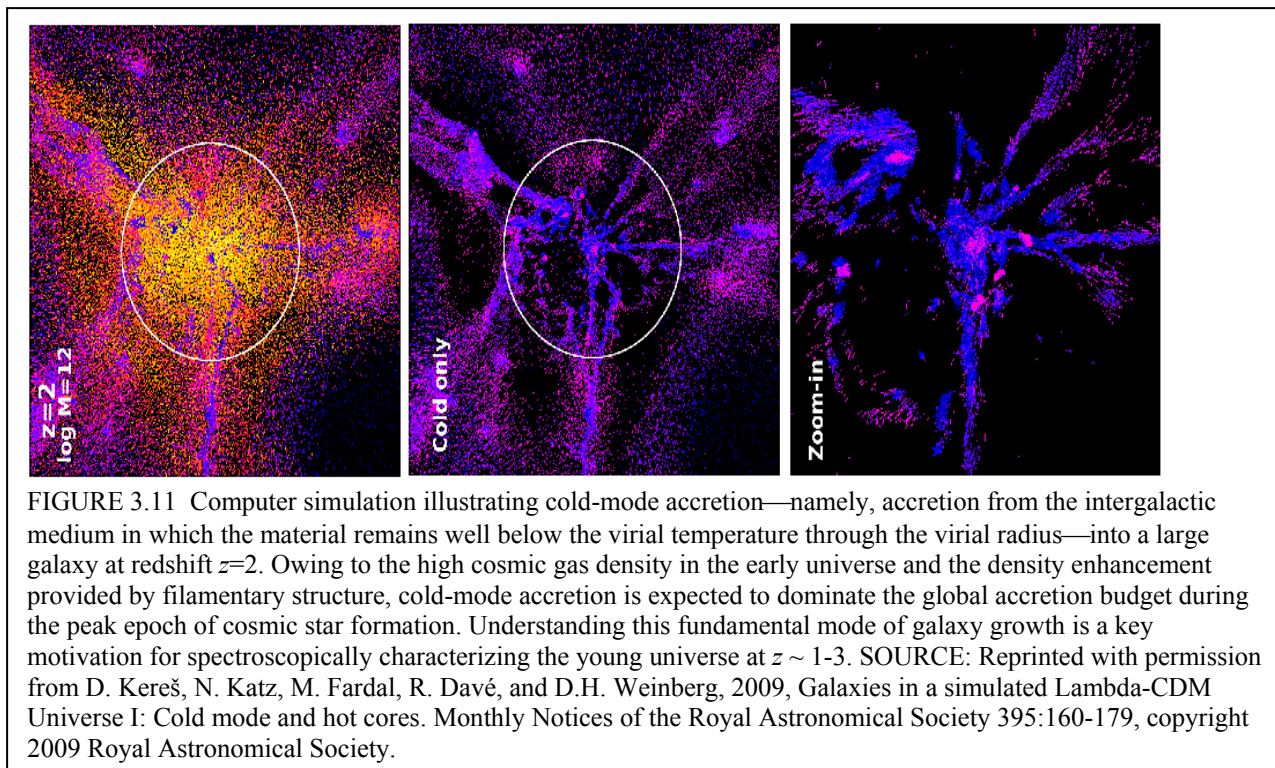 z=2
log M=12
Cold only
Zoom-in
FIGURE 3.11 Computer simulation illustrating cold-mode accretion—namely, accretion from the intergalactic
medium in which the material remains well below the virial temperature through the virial radius—into a large
galaxy at redshift z=2. Owing to the high cosmic gas density in the early universe and the density enhancement
provided by filamentary structure, cold-mode accretion is expected to dominate the global accretion budget during
the peak epoch of cosmic star formation. Understanding this fundamental mode of galaxy growth is a key
motivation for spectroscopically characterizing the young universe at z ~ 1-3. SOURCE: Reprinted with permission
from D. Kereš, N. Katz, M. Fardal, R. Davé, and D.H. Weinberg, 2009, Galaxies in a simulated Lambda-CDM
Universe I: Cold mode and hot cores. Monthly Notices of the Royal Astronomical Society 395:160-179, copyright
2009 Royal Astronomical Society.